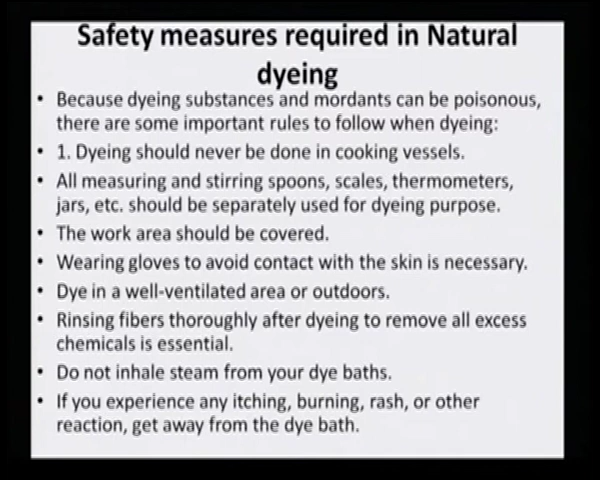 Safety measures required in Natural
dyeing
• Because dyeing substances and mordants can be poisonous,
there are some important rules to follow when dyeing:
• 1. Dyeing should never be done in cooking vessels.
• All measuring and stirring spoons, scales, thermometers,
jars, etc. should be separately used for dyeing purpose.
• The work area should be covered.
• Wearing gloves to avoid contact with the skin is necessary.
• Dye in a well-ventilated area or outdoors.
• Rinsing fibers thoroughly after dyeing to remove all excess
chemicals is essential.
• Do not inhale steam from your dye baths.
• If you experience any itching, burning, rash, or other
reaction, get away from the dye bath.